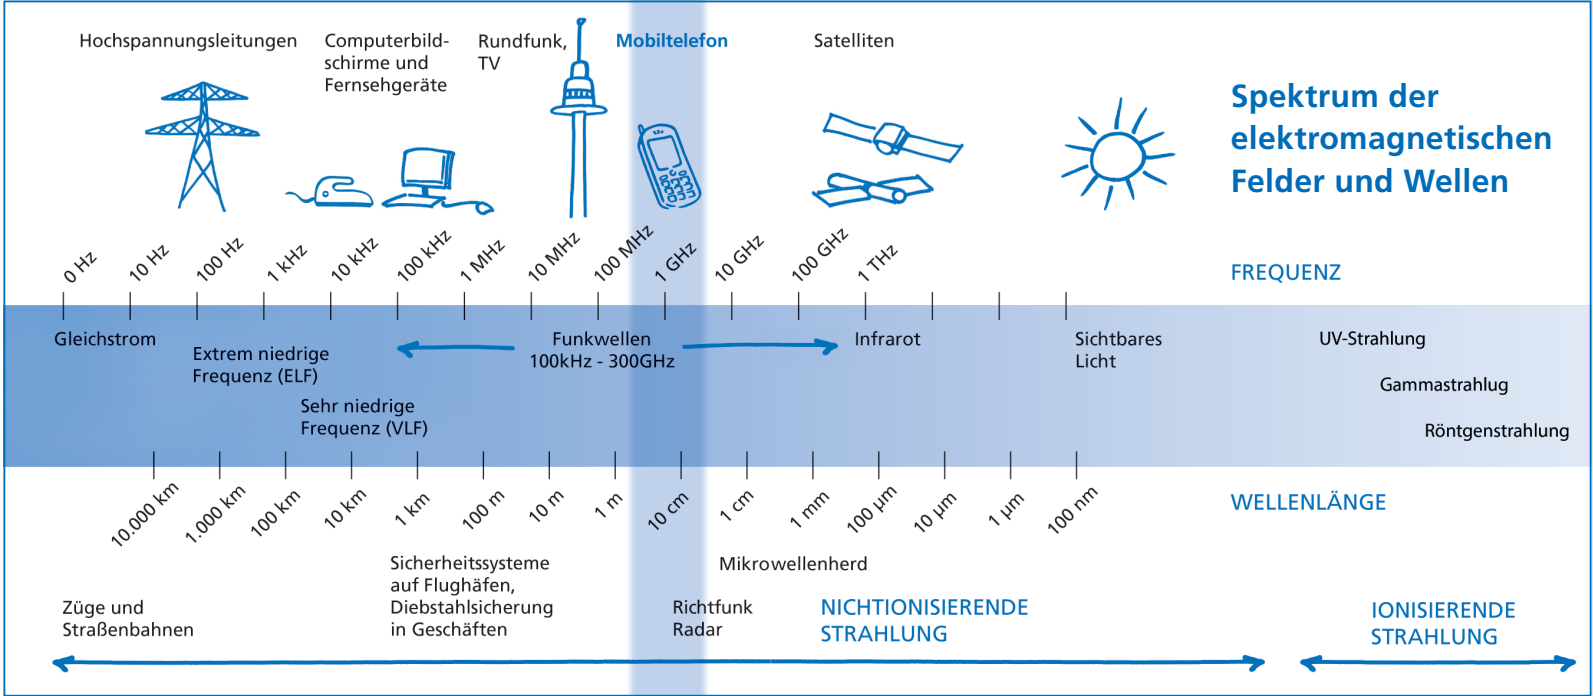 Hochspannungsleitungen
Computerbild-
schirme und
Fernsehgeräte
Rundfunk,
TV
Mobiltelefon
Satelliten
Spektrum der
elektromagnetischen
Felder und Wellen
0 Hz
10 Hz
100 Hz
1 kHz
10 kHz
100 kHz
1 MHz
10 MHz
100 MHz
1 GHz
10 GHz
100 GHz
1 THz
FREQUENZ
Gleichstrom
Extrem niedrige
Frequenz (ELF)
Sehr niedrige
Frequenz (VLF)
Funkwellen
100kHz - 300GHz
Infrarot
Sichtbares
Licht
UV-Strahlung
Gammastrahlug
Röntgenstrahlung
10.000 km
1.000 km
100 km
10 km
1 km
100 m
10 m
1 m
10 cm
1 cm
1 mm
100 µm
10 µm
1 µm
100 nm
WELLENLÄNGE
Züge und
Straßenbahnen
Sicherheitssysteme
auf Flughäfen,
Diebstahlsicherung
in Geschäften
Mikrowellenherd
Richtfunk
Radar
NICHTIONISIERENDE
STRAHLUNG
IONISIERENDE
STRAHLUNG